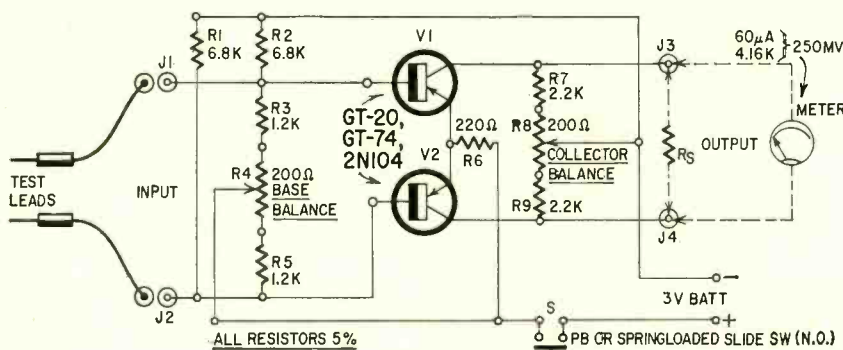 R1
6.8K
R2
6.8K
V1
J3
60µA
4.16K
250MV
J1
R3
1.2K
GT-20,
GT-74,
2N104
R7
2.2K
METER
TEST
LEADS
INPUT
R4
200Ω
BASE
BALANCE
220Ω
R6
V2
R8
200Ω
COLLECTOR
BALANCE
OUTPUT
RS
R5
1.2K
R9
2.2K
J4
J2
3V BATT
−
+
S
ALL RESISTORS 5%
PB OR SPRINGLOADED SLIDE SW (N.O.)